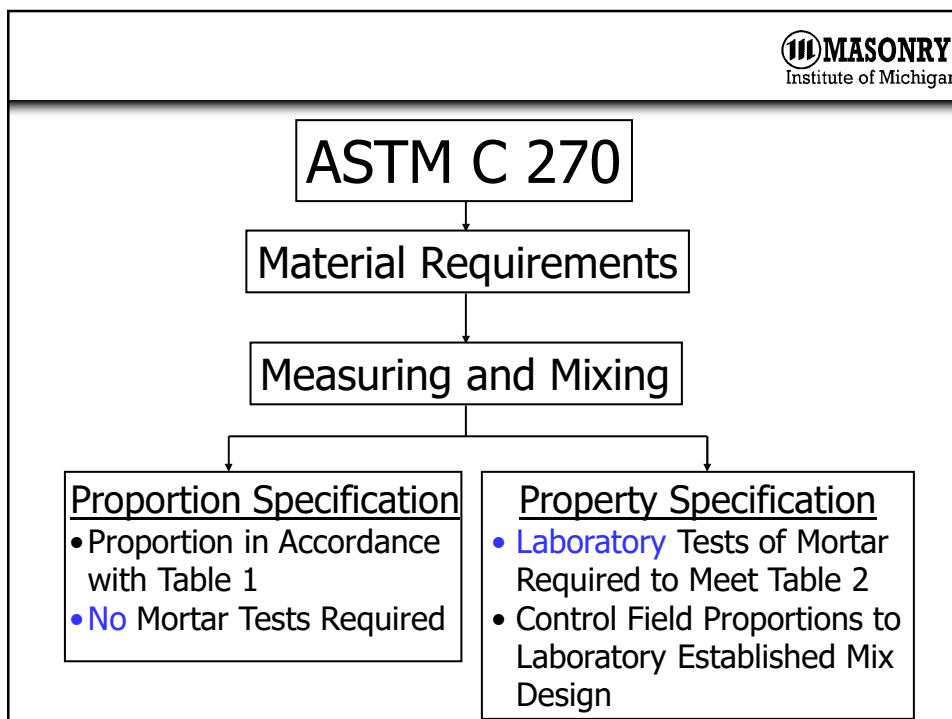 MASONRY
Institute of Michigan
ASTM C 270
Material Requirements
Measuring and Mixing
Proportion Specification
• Proportion in Accordance
with Table 1
• No Mortar Tests Required
Property Specification
• Laboratory Tests of Mortar
Required to Meet Table 2
• Control Field Proportions to
Laboratory Established Mix
Design